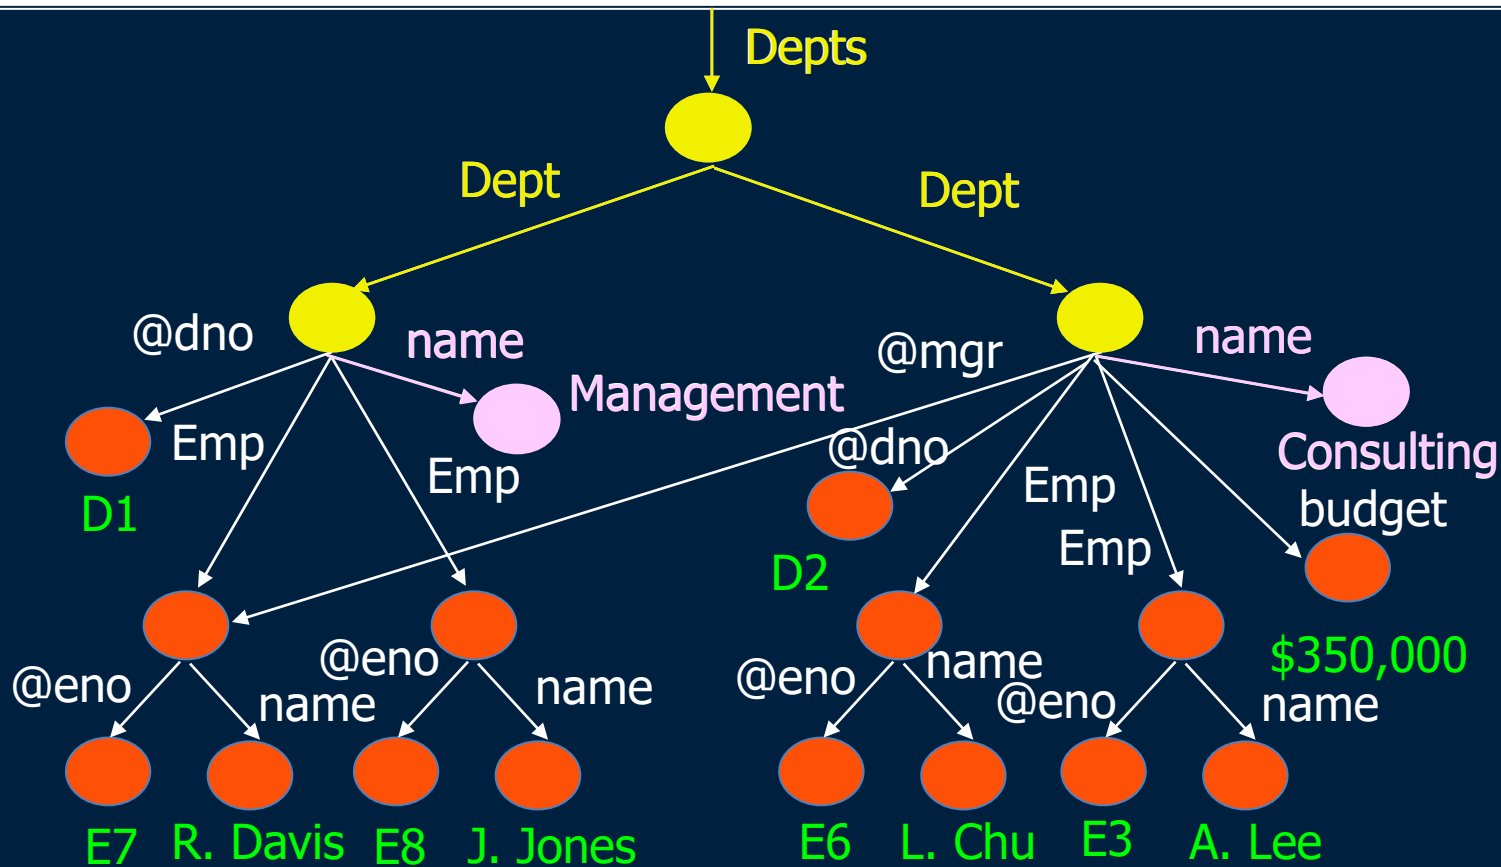 Depts
Dept
Dept
@dno
name
@mgr
name
Management
Emp
Emp
@dno
Consulting
D1
Emp
budget
Emp
D2
@eno
name
@eno
name
@eno
name
@eno
name
$350,000
E7
R. Davis
E8
J. Jones
E6
L. Chu
E3
A. Lee